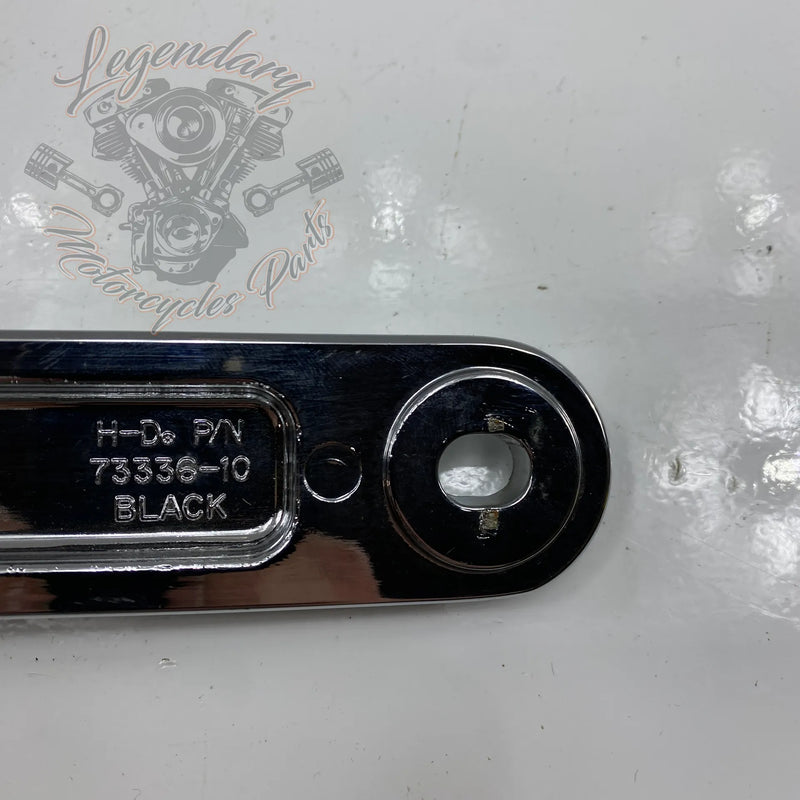 Legendary
Motorcycles Parts
H-D® P/N
73336-10
BLACK